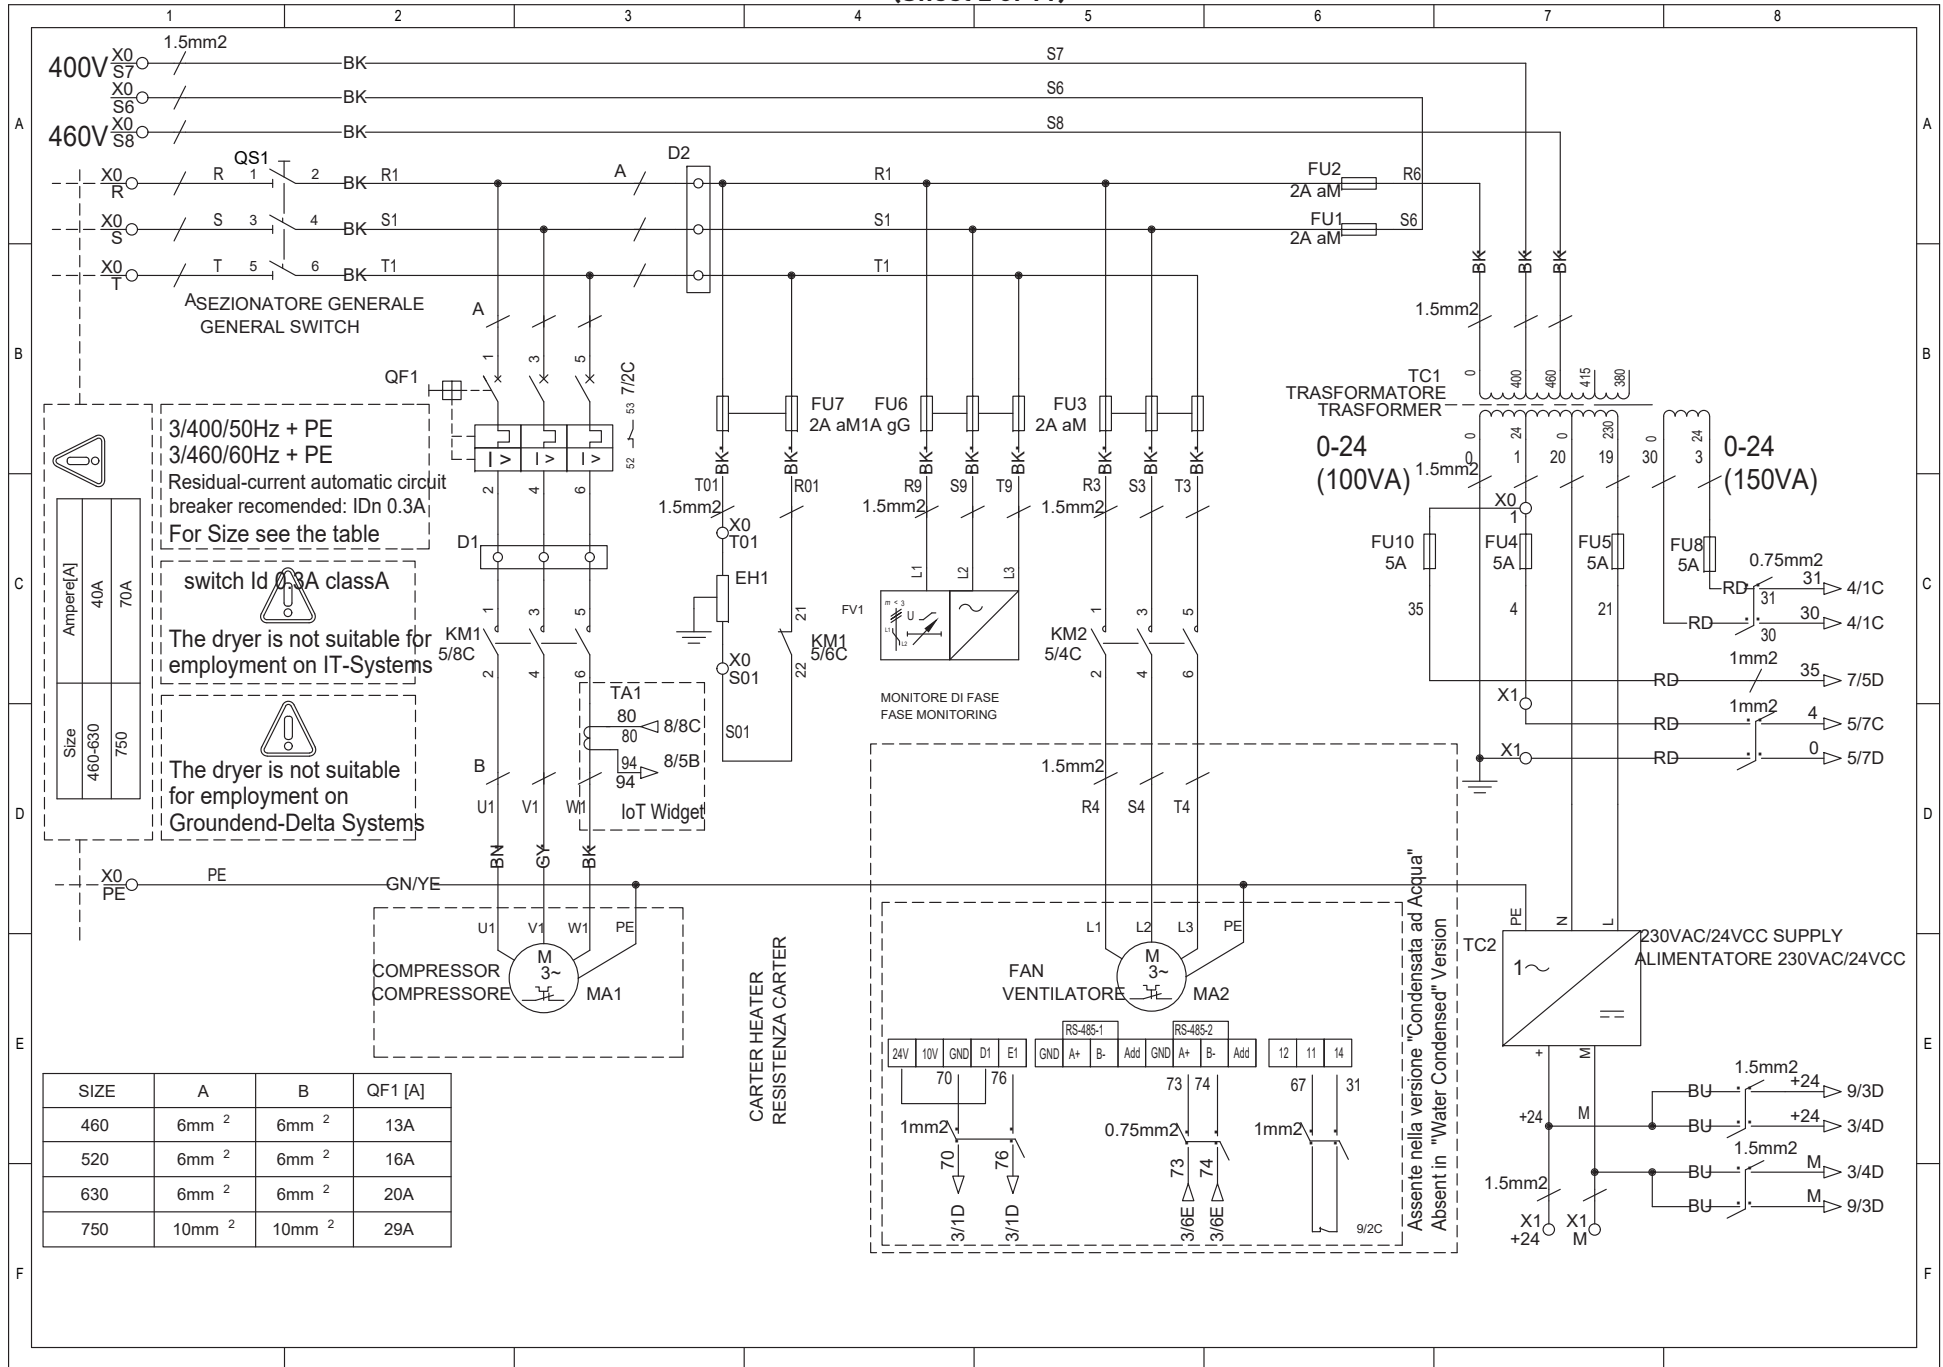 1 2 3 4 5 6 7 8
A B C D E F
A B C D E F
400V X0 S7 1.5mm2 BK S7
X0 S6 BK S6
460V X0 S8 BK S8
X0 R R 1 QS1 2 BK R1 A D2 R1 FU2 2A aM R6
X0 S S 3 4 BK S1 S1 FU1 2A aM S6
X0 T T 5 6 BK T1 T1
A SEZIONATORE GENERALE
GENERAL SWITCH
BK BK BK
1.5mm2
A
1 3 5
QF1
53 52 7/2C
I > I > I >
2 4 6
D1
1 3 5
KM1
5/8C
2 4 6
TA1
80 8/8C
80
94 8/5B
94
IoT Widget
B
U1 V1 W1
BN GY BK
3/400/50Hz + PE
3/460/60Hz + PE
Residual-current automatic circuit
breaker recomended: IDn 0.3A
For Size see the table
switch Id 0.3A classA
The dryer is not suitable for
employment on IT-Systems
The dryer is not suitable
for employment on
Groundend-Delta Systems
Ampere[A] 40A 70A
Size 460-630 750
FU7
2A aM
BK BK
T01 R01
1.5mm2
X0
T01
EH1
X0
S01
S01
21 22
KM1
5/6C
FU6
1A gG
BK BK BK
R9 S9 T9
1.5mm2
L1 L2 L3
FV1
m < 3
U
L1
L2
MONITORE DI FASE
FASE MONITORING
FU3
2A aM
BK BK BK
R3 S3 T3
1.5mm2
1 3 5
KM2
5/4C
2 4 6
1.5mm2
R4 S4 T4
TC1
TRASFORMATORE
TRASFORMER
0 400 460 415 380
0 24 0 230 0 24
0 1 20 19 30 3
0-24
(100VA)
0-24
(150VA)
1.5mm2
X0
1
FU10
5A
FU4
5A
FU5
5A
FU8
5A
35 4 21
0.75mm2
RD 31 31 4/1C
RD 30 30 4/1C
1mm2
RD 35 7/5D
X1
1mm2
RD 4 5/7C
X1
RD 0 5/7D
X0 PE PE GN/YE
U1 V1 W1 PE
M
3~
MA1
COMPRESSOR
COMPRESSORE
CARTER HEATER
RESISTENZA CARTER
L1 L2 L3 PE
M
3~
MA2
FAN
VENTILATORE
RS-485-1 RS-485-2
24V 10V GND D1 E1
GND A+ B- Add GND A+ B- Add
12 11 14
70 76 73 74 67 31
1mm2 0.75mm2 1mm2
70 76 73 74
3/1D 3/1D 3/6E 3/6E 9/2C
Assente nella versione "Condensata ad Acqua"
Absent in "Water Condensed" Version
PE N L
TC2
1~
230VAC/24VCC SUPPLY
ALIMENTATORE 230VAC/24VCC
+ M
+24 M
1.5mm2
BU +24 9/3D
BU +24 3/4D
1.5mm2
BU M 3/4D
BU M 9/3D
1.5mm2
X1
+24
X1
M
SIZE A B QF1 [A]
460 6mm 2 6mm 2 13A
520 6mm 2 6mm 2 16A
630 6mm 2 6mm 2 20A
750 10mm 2 10mm 2 29A